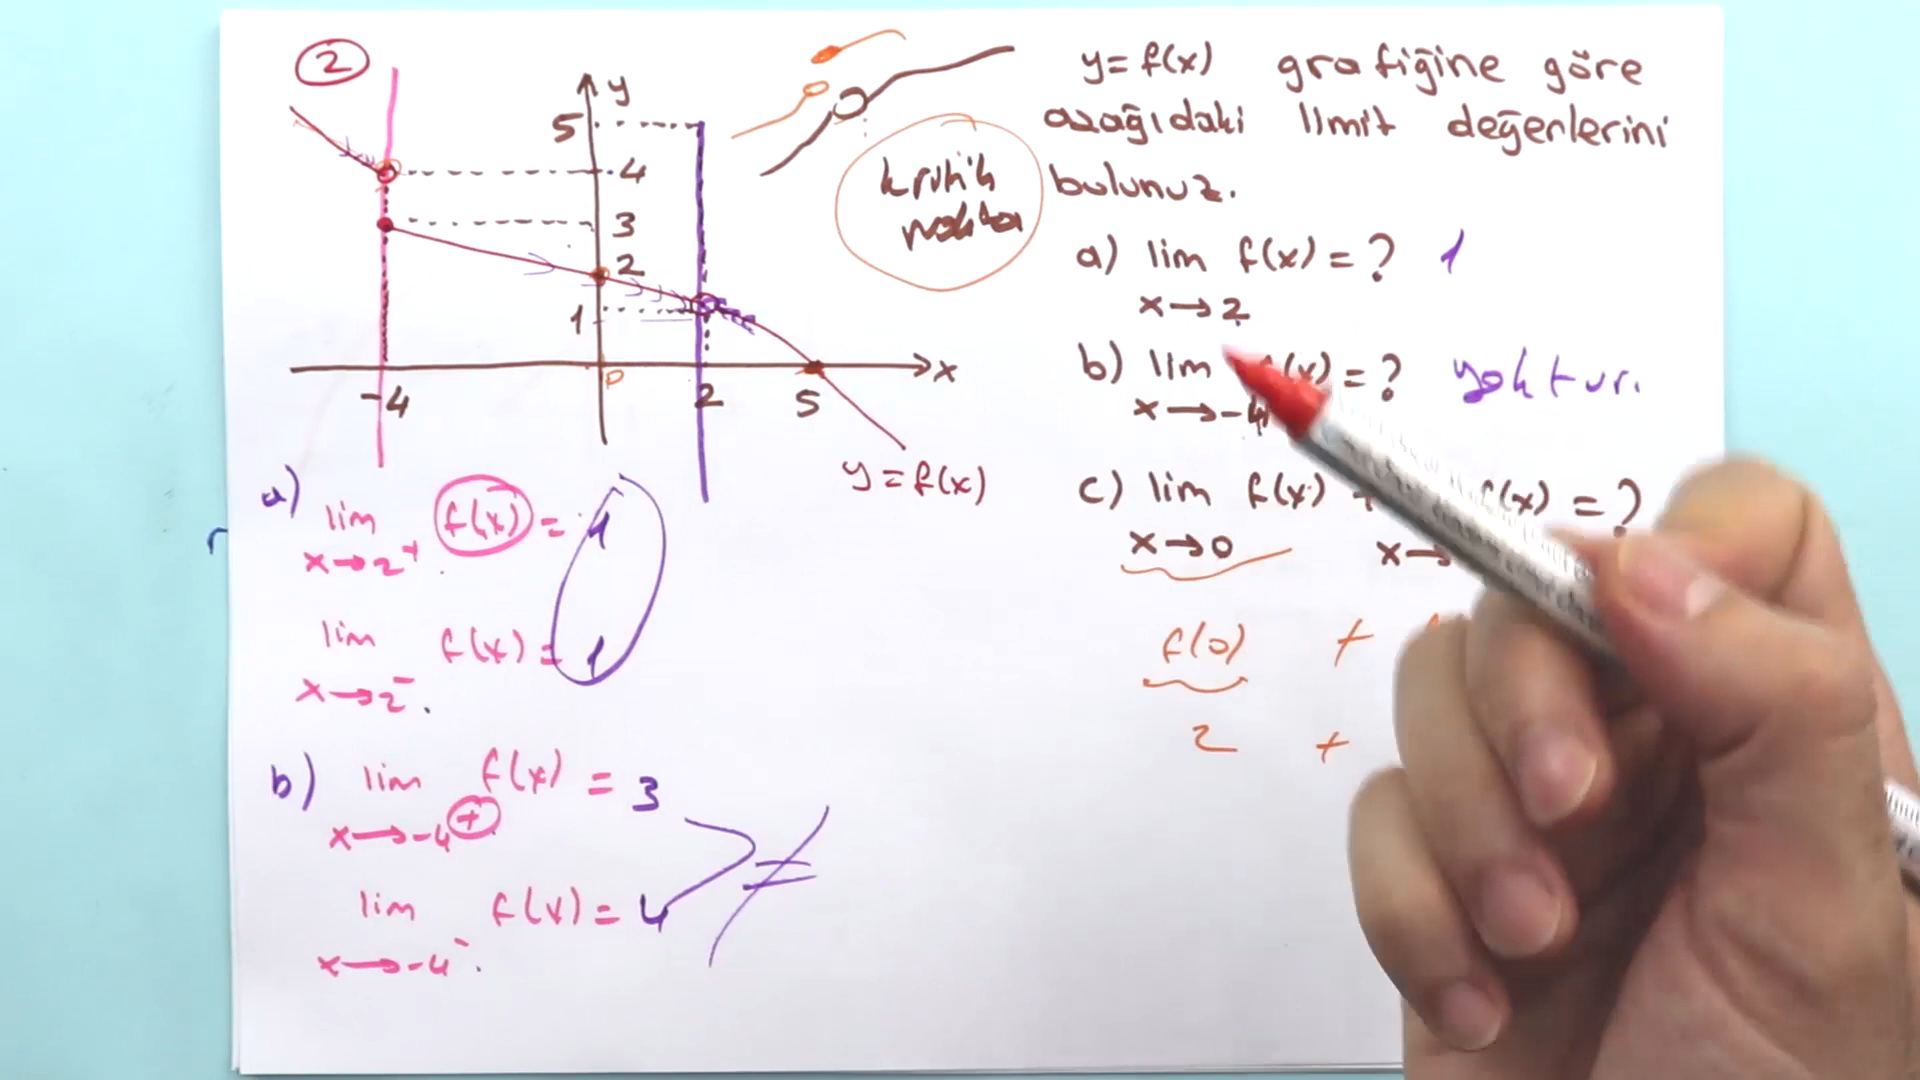 2
y
5
4
3
2
1
x
-4
0
2
5
y = f(x)
kritik
nokta
y = f(x) grafiğine göre
aşağıdaki limit değerlerini
bulunuz.
a) lim f(x) = ? 1
x→2
b) lim f(x) = ? yoktur.
x→-4
c) lim f(x) + f(x) = ?
x→0 x→
f(0) +
2 +
a)
lim f(x) = 1
x→2⁺
lim f(x) = 1
x→2⁻
b) lim f(x) = 3
x→-4⁺
lim f(x) = 4
x→-4⁻
≠